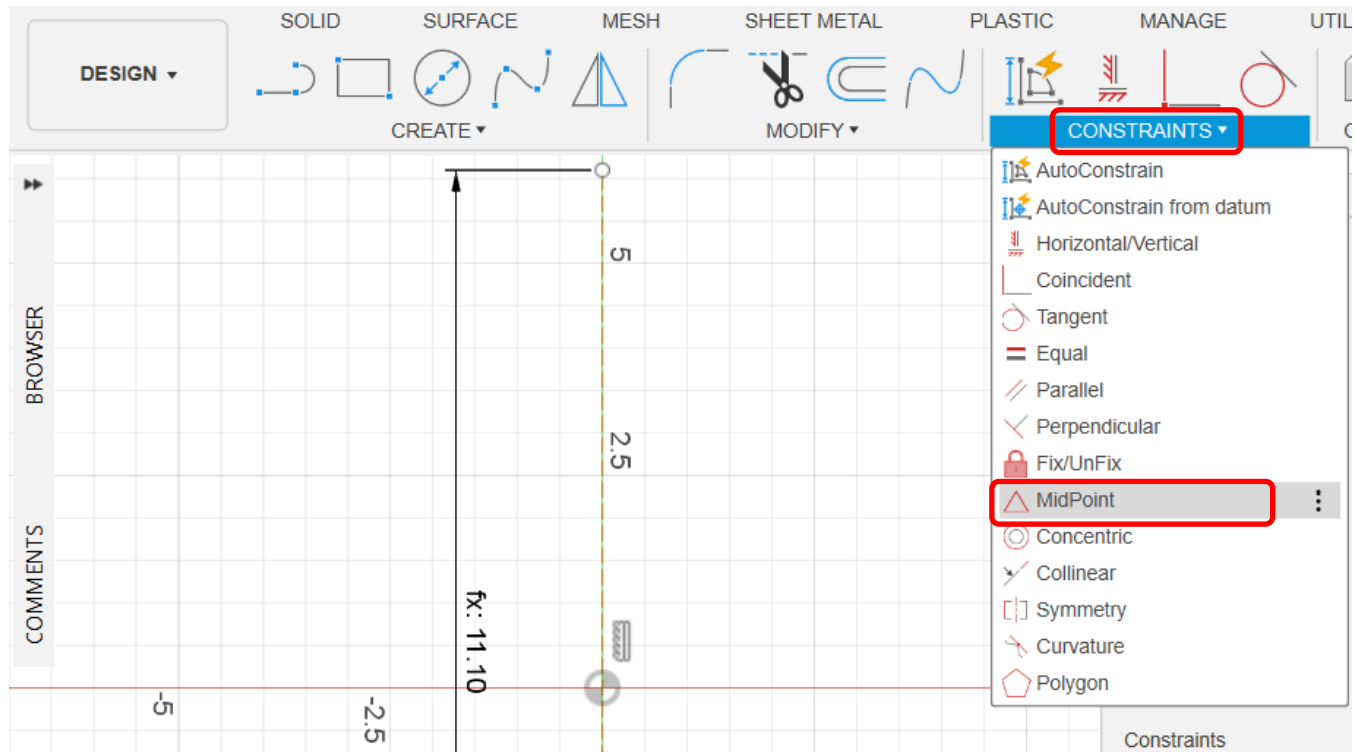 SOLID SURFACE MESH SHEET METAL PLASTIC MANAGE UTIL
DESIGN
CREATE MODIFY CONSTRAINTS
AutoConstrain
AutoConstrain from datum
Horizontal/Vertical
Coincident
Tangent
Equal
Parallel
Perpendicular
Fix/UnFix
MidPoint
Concentric
Collinear
Symmetry
Curvature
Polygon
Constraints
BROWSER
COMMENTS
5
2.5
fx: 11.10
-5
-2.5